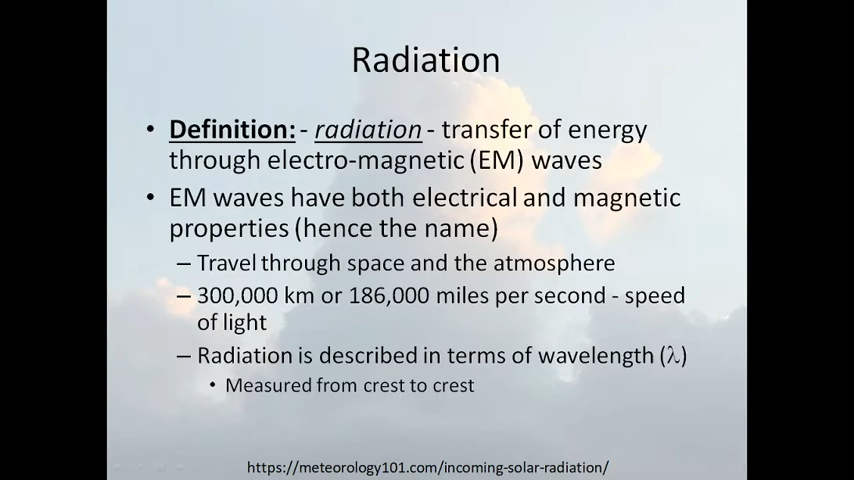 Radiation
• Definition: - radiation - transfer of energy
through electro-magnetic (EM) waves
• EM waves have both electrical and magnetic
properties (hence the name)
– Travel through space and the atmosphere
– 300,000 km or 186,000 miles per second - speed
of light
– Radiation is described in terms of wavelength (λ)
• Measured from crest to crest
https://meteorology101.com/incoming-solar-radiation/